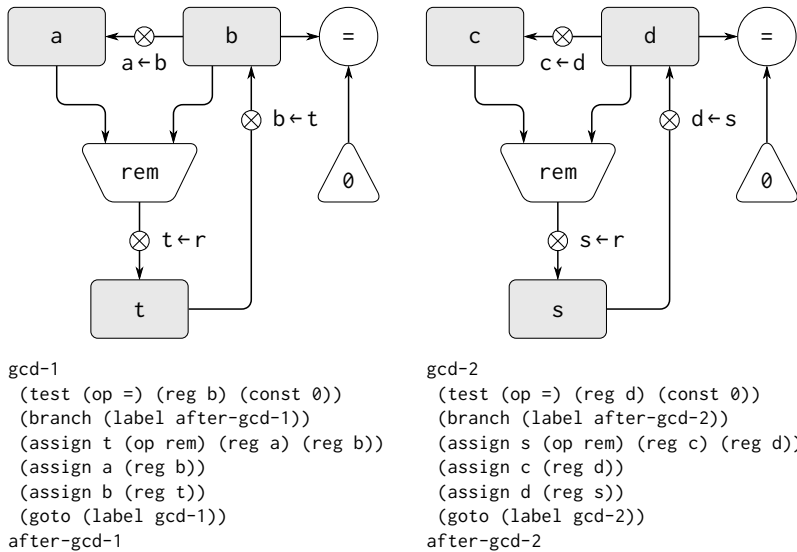 a
b
=
a←b
b←t
rem
0
t←r
t
gcd-1
(test (op =) (reg b) (const 0))
(branch (label after-gcd-1))
(assign t (op rem) (reg a) (reg b))
(assign a (reg b))
(assign b (reg t))
(goto (label gcd-1))
after-gcd-1
c
d
=
c←d
d←s
rem
0
s←r
s
gcd-2
(test (op =) (reg d) (const 0))
(branch (label after-gcd-2))
(assign s (op rem) (reg c) (reg d))
(assign c (reg d))
(assign d (reg s))
(goto (label gcd-2))
after-gcd-2